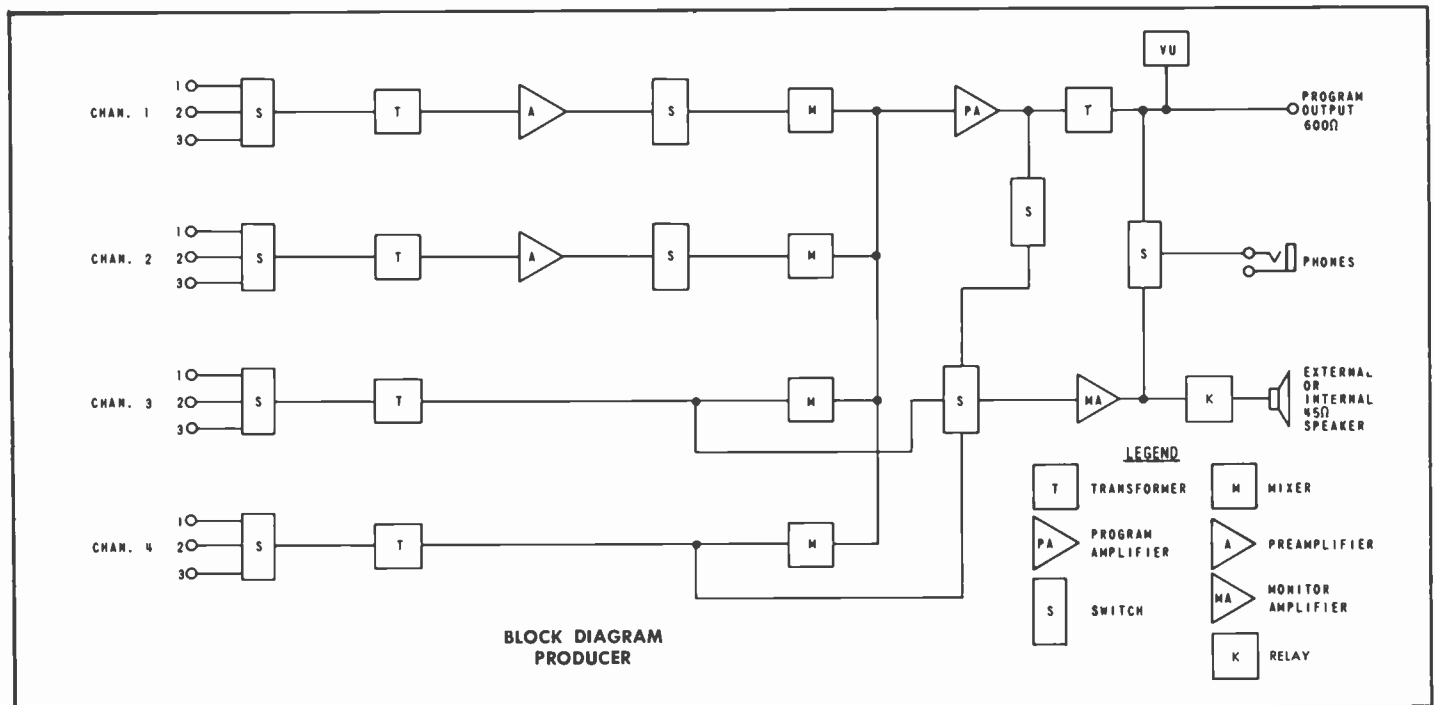 VU
CHAN. 1
1
2
3
S
T
A
S
M
PA
T
PROGRAM
OUTPUT
600Ω
S
CHAN. 2
1
2
3
S
T
A
S
M
S
PHONES
CHAN. 3
1
2
3
S
T
M
S
MA
K
EXTERNAL
OR
INTERNAL
45Ω
SPEAKER
CHAN. 4
1
2
3
S
T
M
LEGEND
T TRANSFORMER
M MIXER
PA PROGRAM
AMPLIFIER
A PREAMPLIFIER
S SWITCH
MA MONITOR
AMPLIFIER
K RELAY
BLOCK DIAGRAM
PRODUCER